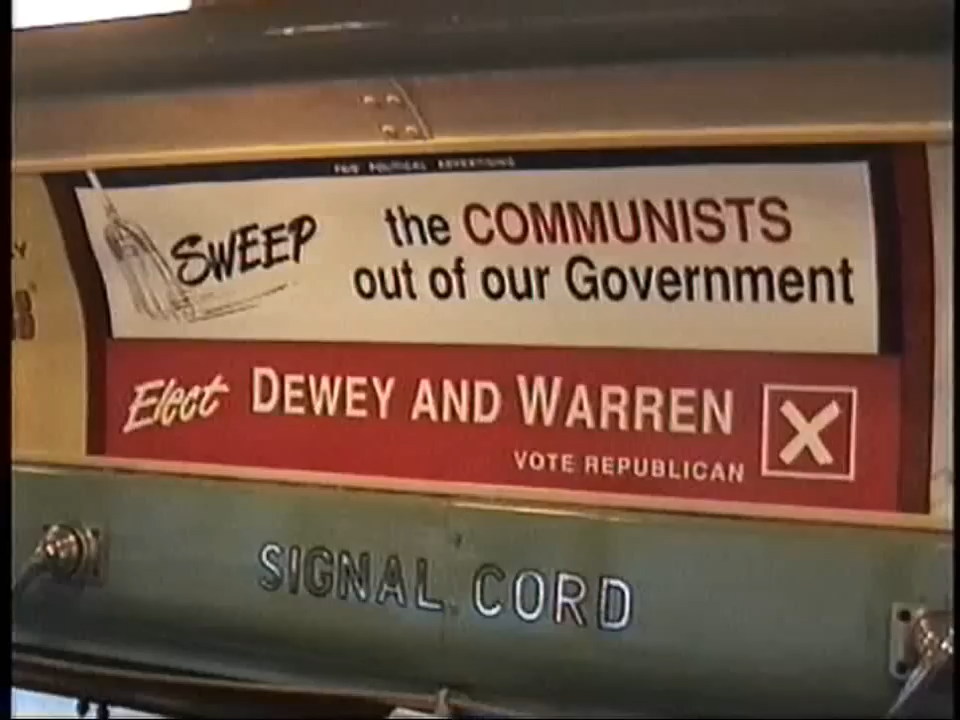 PAID POLITICAL ADVERTISING
SWEEP the COMMUNISTS
out of our Government
Elect DEWEY AND WARREN
VOTE REPUBLICAN
SIGNAL CORD